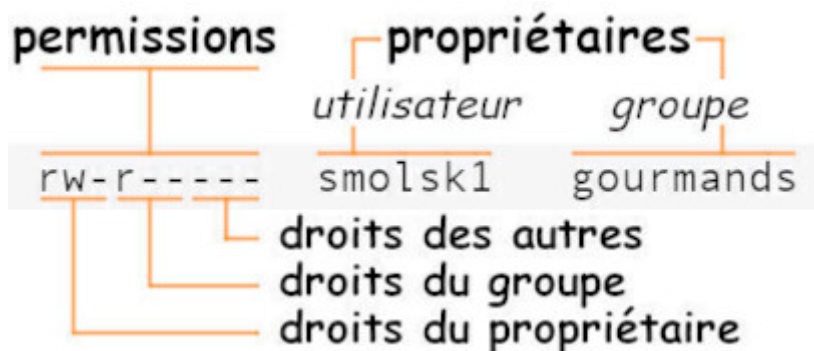 permissions propriétaires
utilisateur groupe
rw-r----- smolsk1 gourmands
droits des autres
droits du groupe
droits du propriétaire